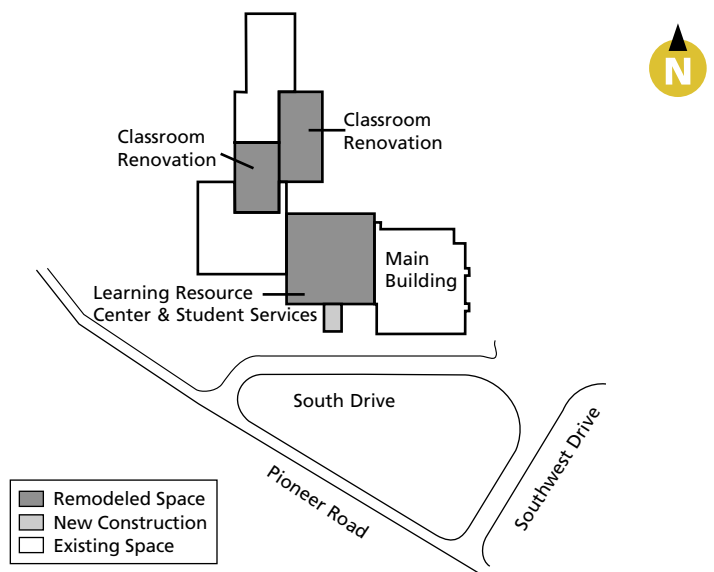 N
Classroom
Renovation
Classroom
Renovation
Main
Building
Learning Resource
Center & Student Services
South Drive
Southwest Drive
Pioneer Road
Remodeled Space
New Construction
Existing Space